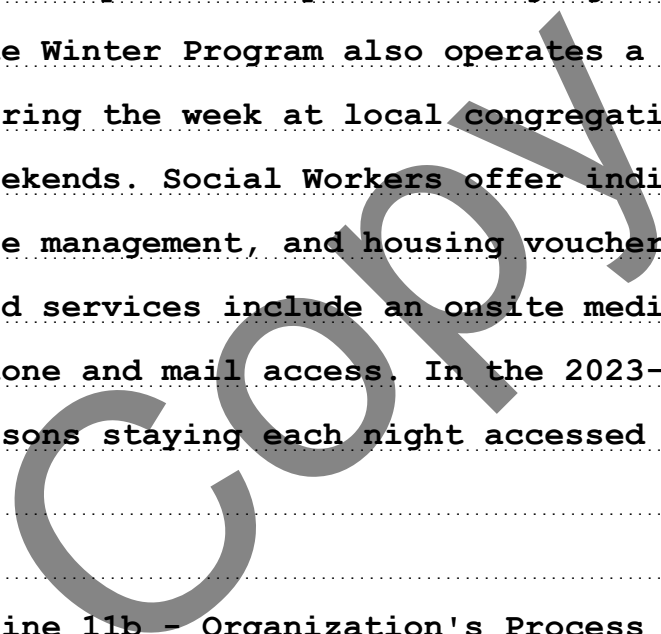 e Winter Program also operates a
ring the week at local congregati
ekends. Social Workers offer indi
e management, and housing voucher
d services include an onsite medi
one and mail access. In the 2023-
sons staying each night accessed
ine 11b - Organization's Process
Copy